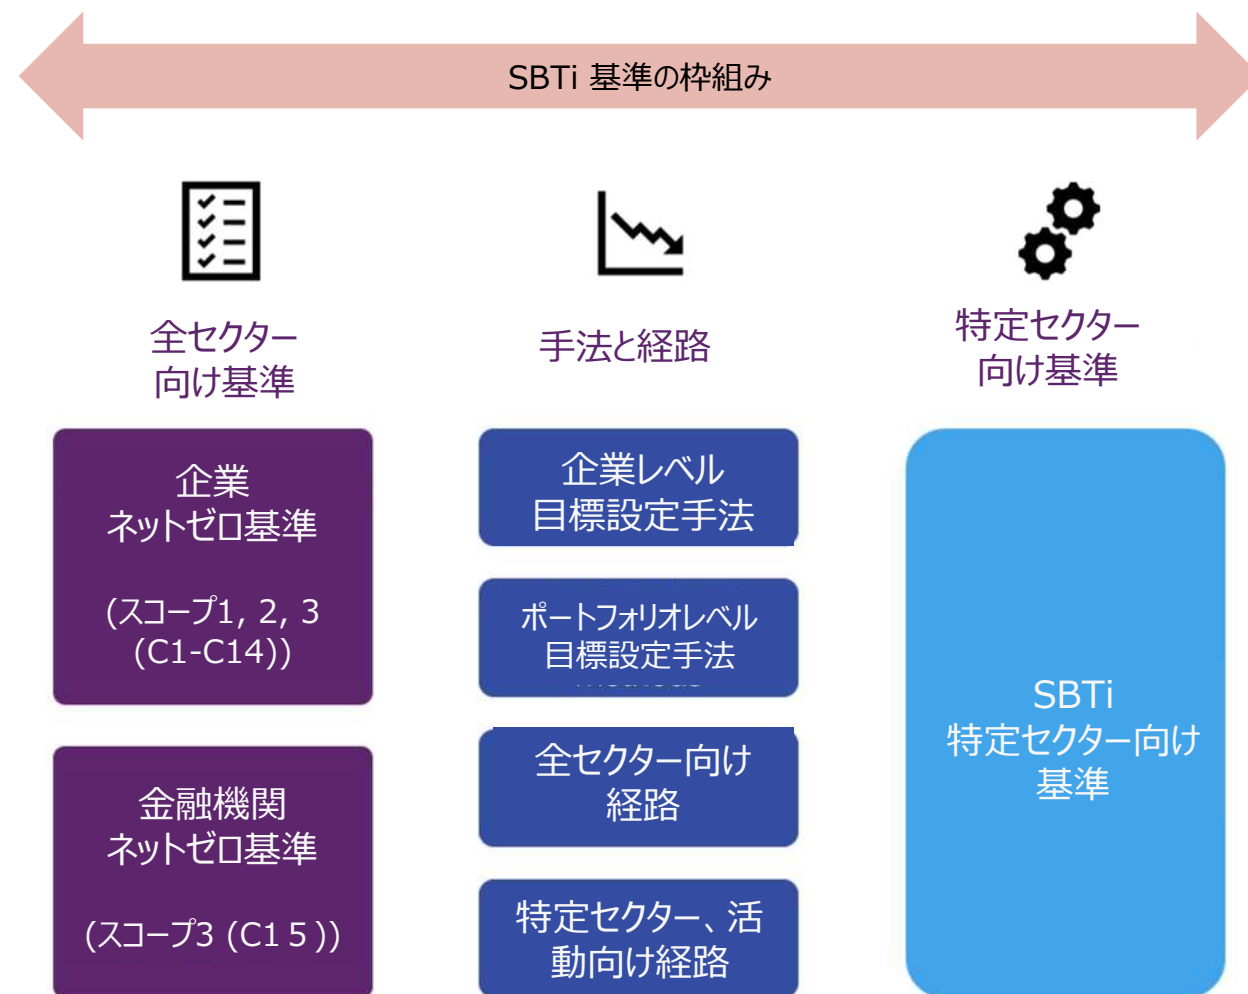 SBTi 基準の枠組み
全セクター
向け基準
手法と経路
特定セクター
向け基準
企業
ネットゼロ基準
(スコープ1, 2, 3
(C1-C14))
金融機関
ネットゼロ基準
(スコープ3 (C1５))
企業レベル
目標設定手法
ポートフォリオレベル
目標設定手法
全セクター向け
経路
特定セクター、活
動向け経路
SBTi
特定セクター向け
基準